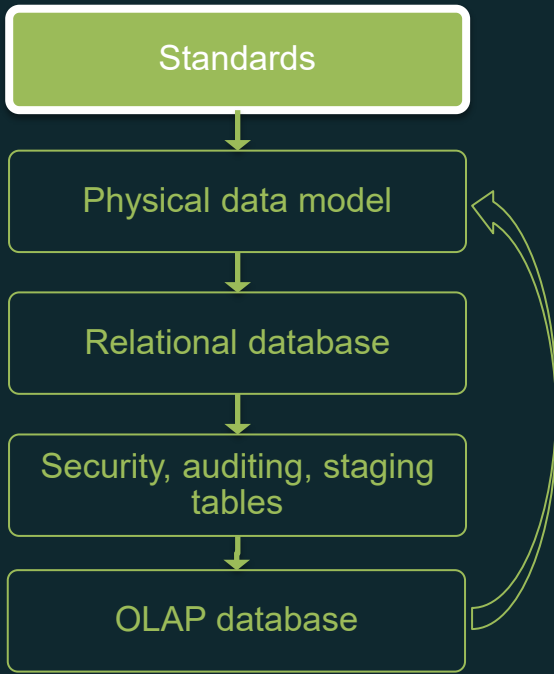 Standards
Physical data model
Relational database
Security, auditing, staging
tables
OLAP database